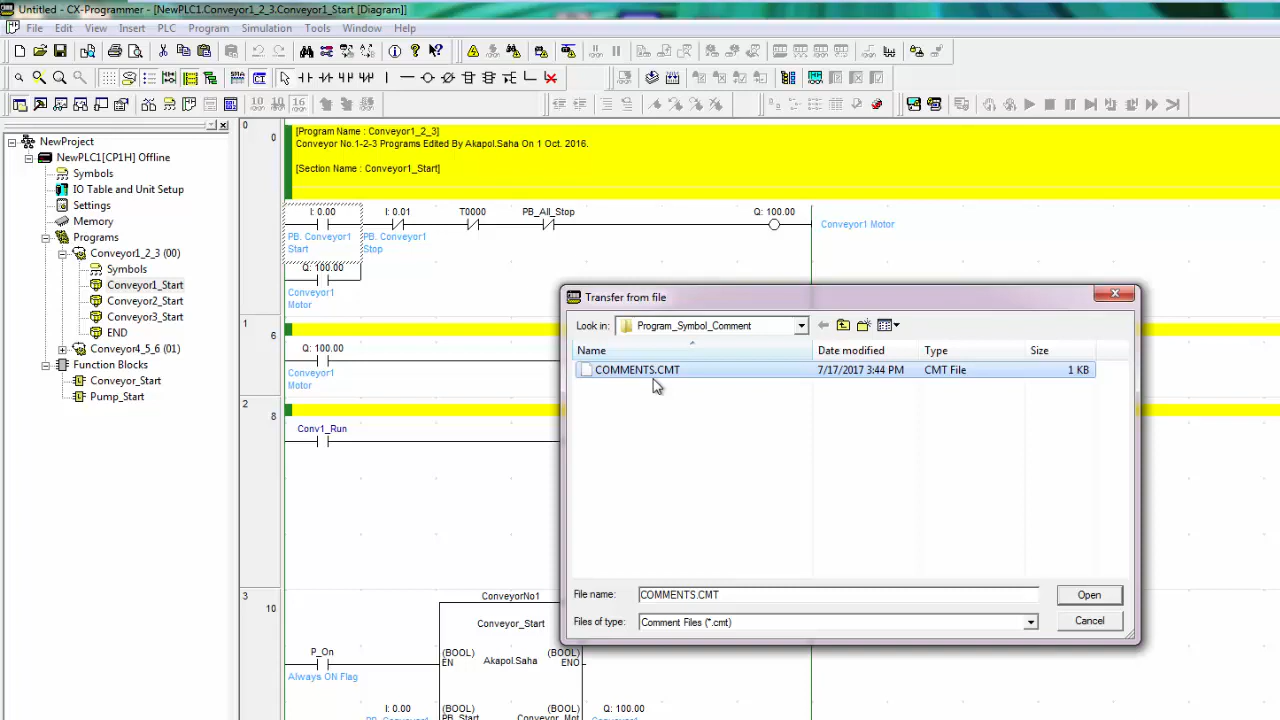 Untitled - CX-Programmer - [NewPLC1.Conveyor1_2_3.Conveyor1_Start [Diagram]]
File Edit View Insert PLC Program Simulation Tools Window Help
NewProject
NewPLC1[CP1H] Offline
Symbols
IO Table and Unit Setup
Settings
Memory
Programs
Conveyor1_2_3 (00)
Symbols
Conveyor1_Start
Conveyor2_Start
Conveyor3_Start
END
Conveyor4_5_6 (01)
Function Blocks
Conveyor_Start
Pump_Start
0
0
[Program Name : Conveyor1_2_3]
Conveyor No.1-2-3 Programs Edited By Akapol.Saha On 1 Oct. 2016.
[Section Name : Conveyor1_Start]
I: 0.00 I: 0.01 T0000 PB_All_Stop Q: 100.00
Conveyor1 Motor
PB. Conveyor1 PB. Conveyor1
Start Stop
Q: 100.00
Conveyor1
Motor
1
6
Q: 100.00
Conveyor1
Motor
2
8
Conv1_Run
3
10
ConveyorNo1
Conveyor_Start
P_On
(BOOL) (BOOL)
EN Akapol.Saha ENO
Always ON Flag
I: 0.00 (BOOL) (BOOL) Q: 100.00
PB. Conveyor1 PB_Start Conveyor_Mot Conveyor1
Transfer from file
Look in: Program_Symbol_Comment
Name Date modified Type Size
COMMENTS.CMT 7/17/2017 3:44 PM CMT File 1 KB
File name: COMMENTS.CMT Open
Files of type: Comment Files (*.cmt) Cancel